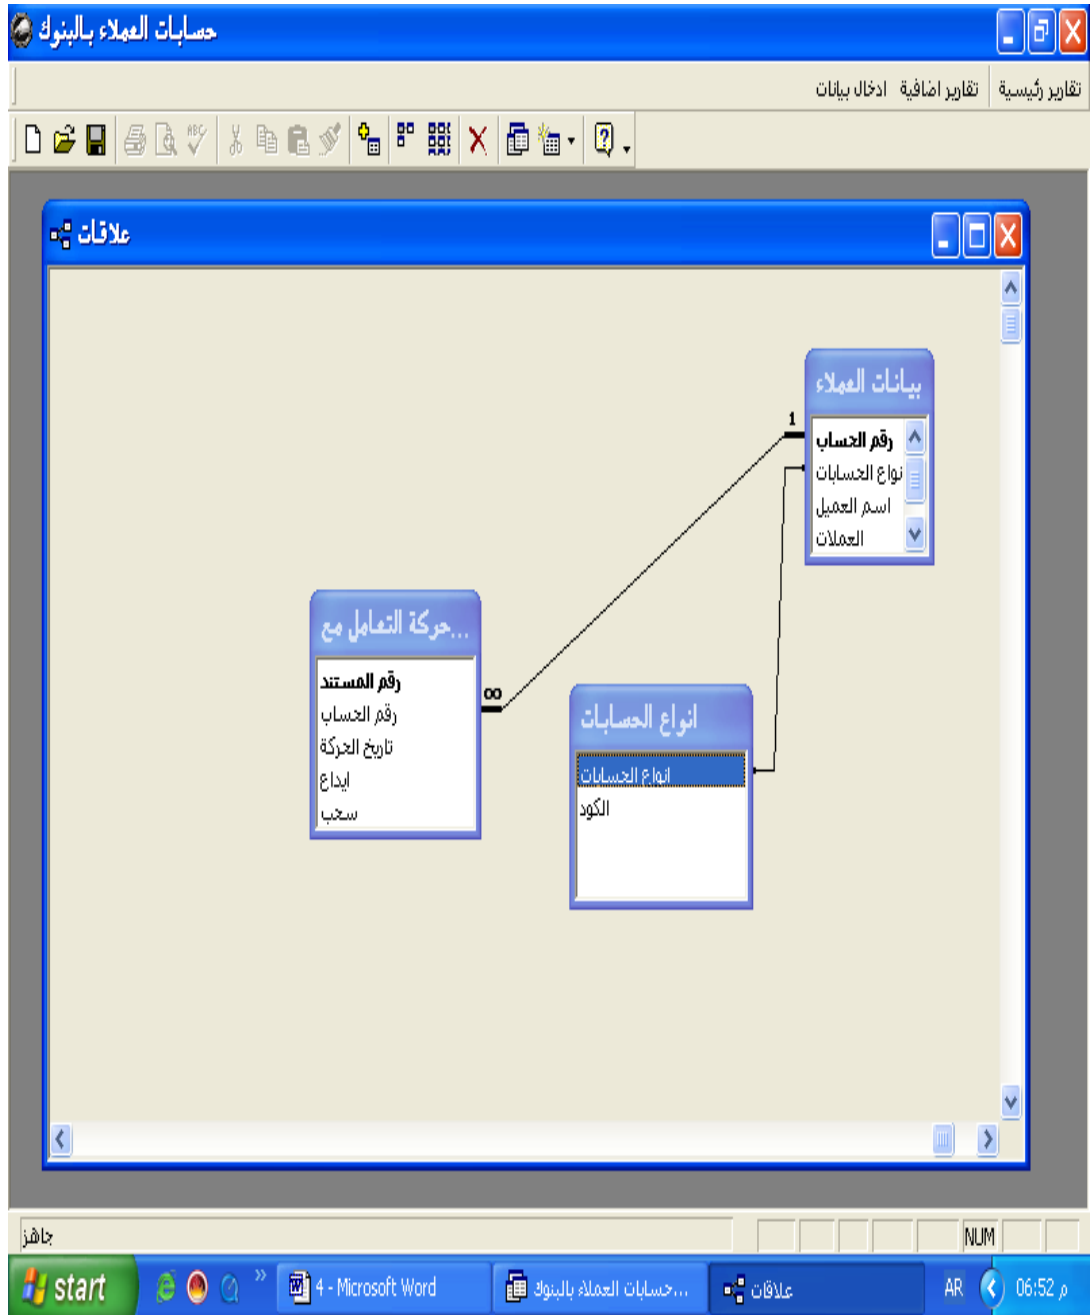 حسابات العملاء بالبنوك
تقارير رئيسية
تقارير اضافية
ادخال بيانات
ABC
علاقات
بيانات العملاء
رقم الحساب
نواع الحسابات
اسم العميل
العملات
1
∞
حركة التعامل مع...
رقم المستند
رقم الحساب
تاريخ الحركة
ايداع
سحب
انواع الحسابات
انواع الحسابات
الكود
جاهز
NUM
start
4 - Microsoft Word
حسابات العملاء بالبنوك...
علاقات
AR
06:52 م